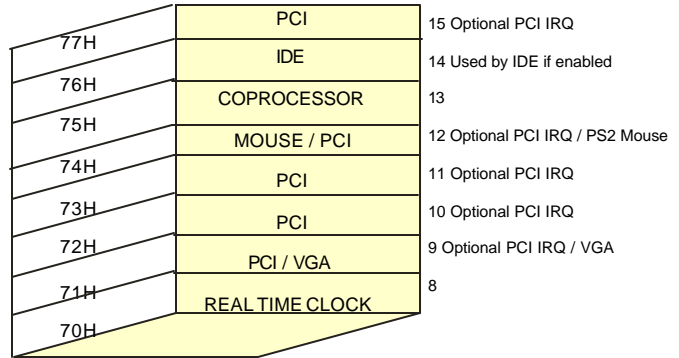 PCI 15 Optional PCI IRQ
77H
IDE 14 Used by IDE if enabled
76H
COPROCESSOR 13
75H
MOUSE / PCI 12 Optional PCI IRQ / PS2 Mouse
74H
PCI 11 Optional PCI IRQ
73H
PCI 10 Optional PCI IRQ
72H
PCI / VGA 9 Optional PCI IRQ / VGA
71H
REAL TIME CLOCK 8
70H